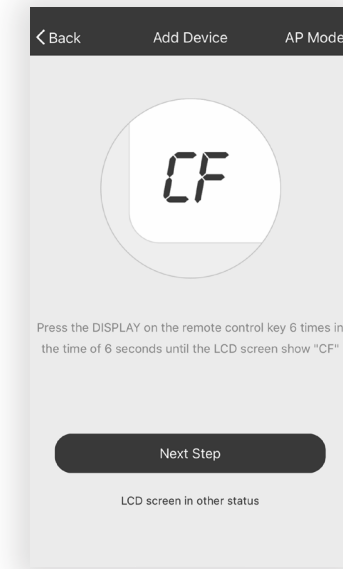 Back Add Device AP Mode
CF
Press the DISPLAY on the remote control key 6 times in
the time of 6 seconds until the LCD screen show "CF"
Next Step
LCD screen in other status